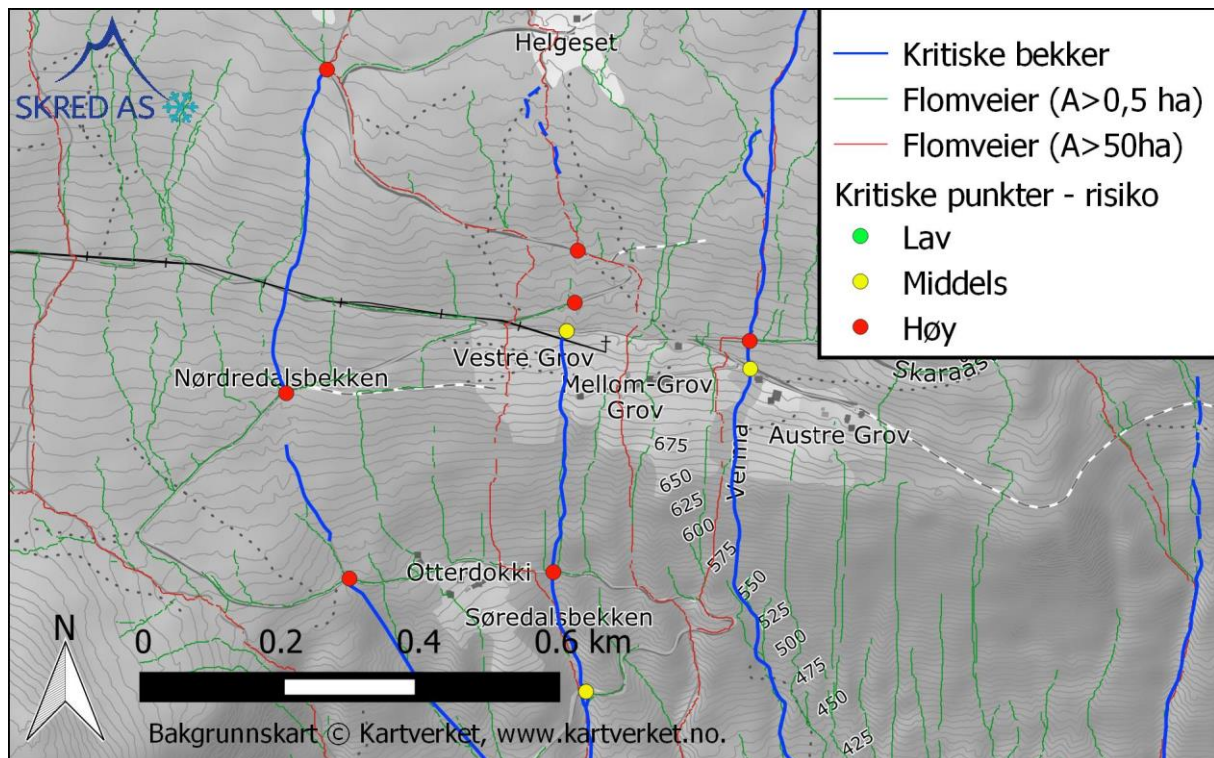 SKRED AS
Helgeset
Kritiske bekker
Flomveier (A>0,5 ha)
Flomveier (A>50ha)
Kritiske punkter - risiko
Lav
Middels
Høy
Vestre Grov
Nørdredalsbekken
Mellom-Grov
Grov
Austre Grov
Skaraas
Verma
675
650
625
600
575
550
525
500
475
450
425
Otterdokki
Søredalsbekken
N
0 0.2 0.4 0.6 km
Bakgrunnskart © Kartverket, www.kartverket.no.